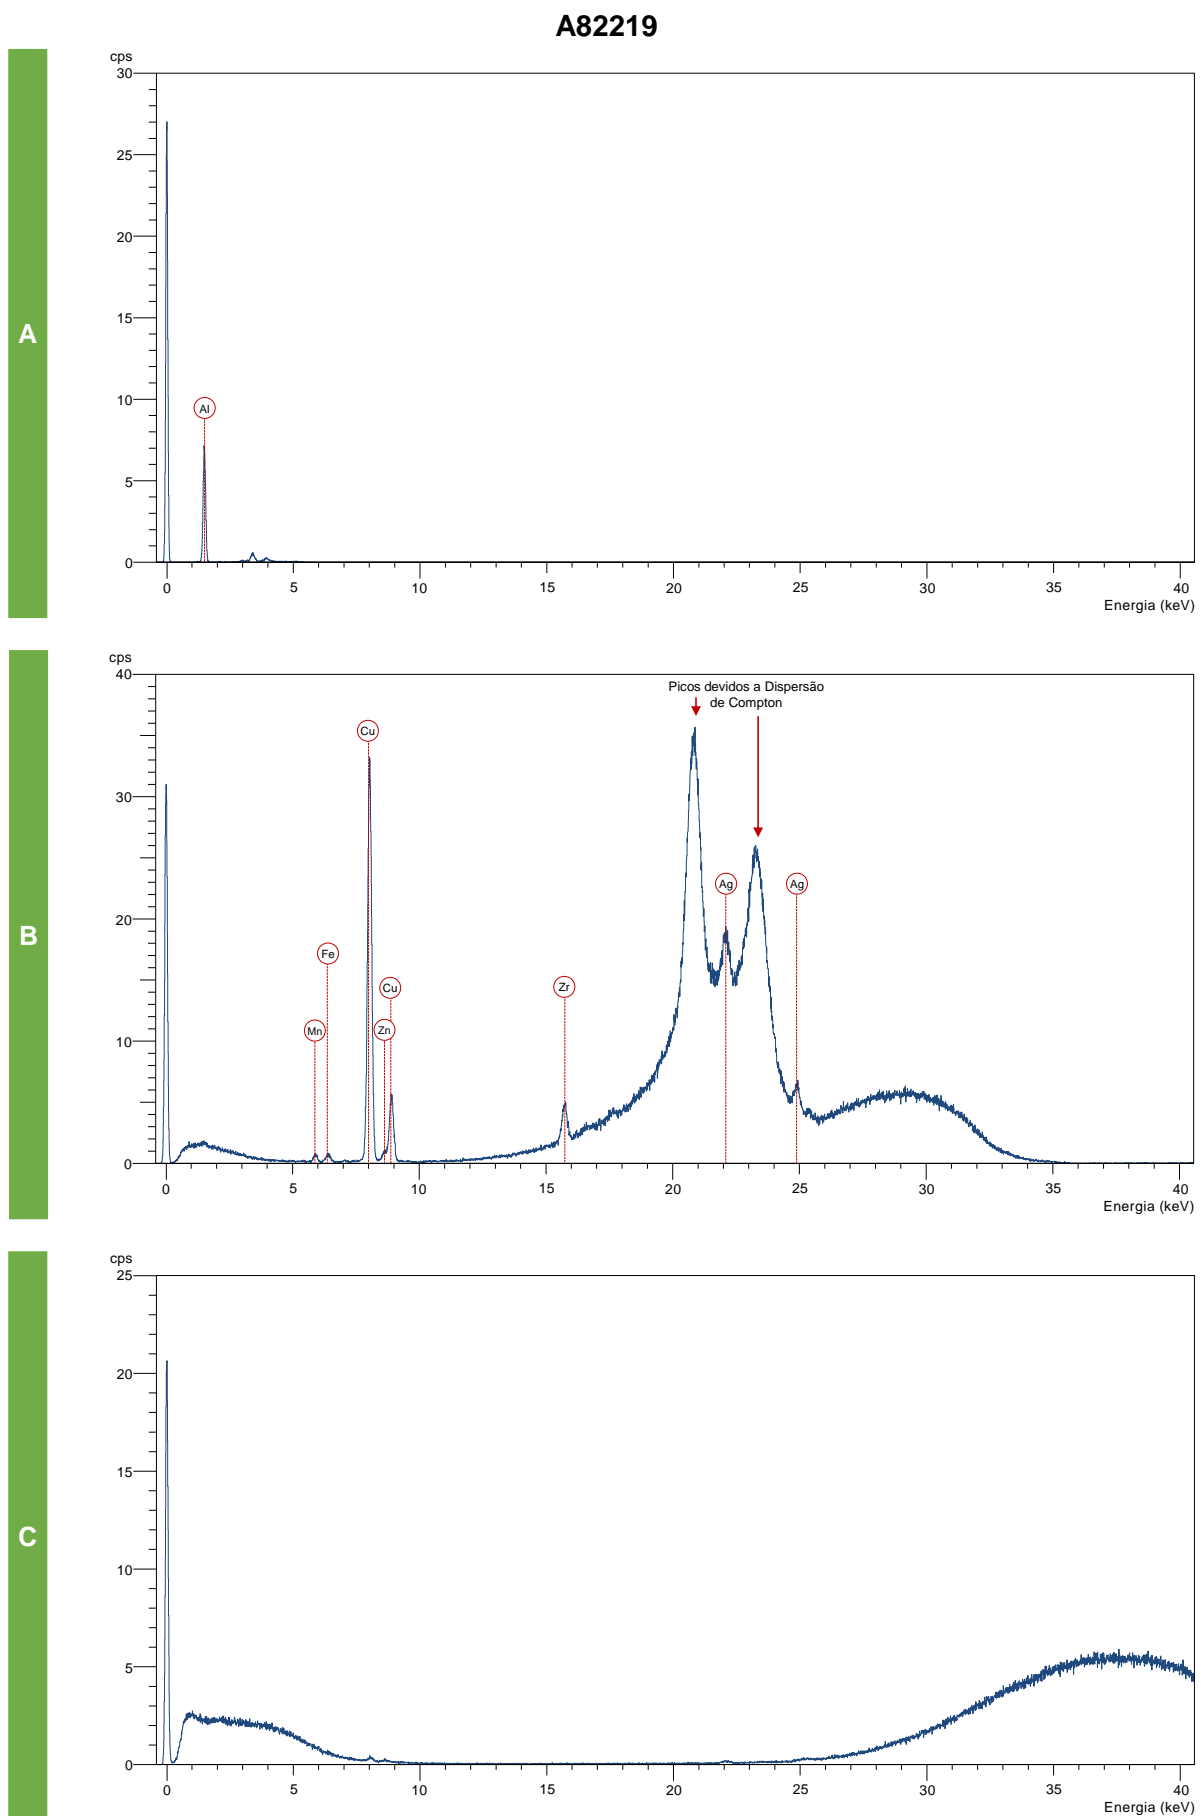 A82219
A
cps
30
25
20
15
10
5
0
Al
0 5 10 15 20 25 30 35 40
Energia (keV)
B
cps
40
30
20
10
0
Picos devidos a Dispersão
de Compton
Cu
Fe
Mn
Zn
Cu
Zr
Ag
Ag
0 5 10 15 20 25 30 35 40
Energia (keV)
C
cps
25
20
15
10
5
0
0 5 10 15 20 25 30 35 40
Energia (keV)